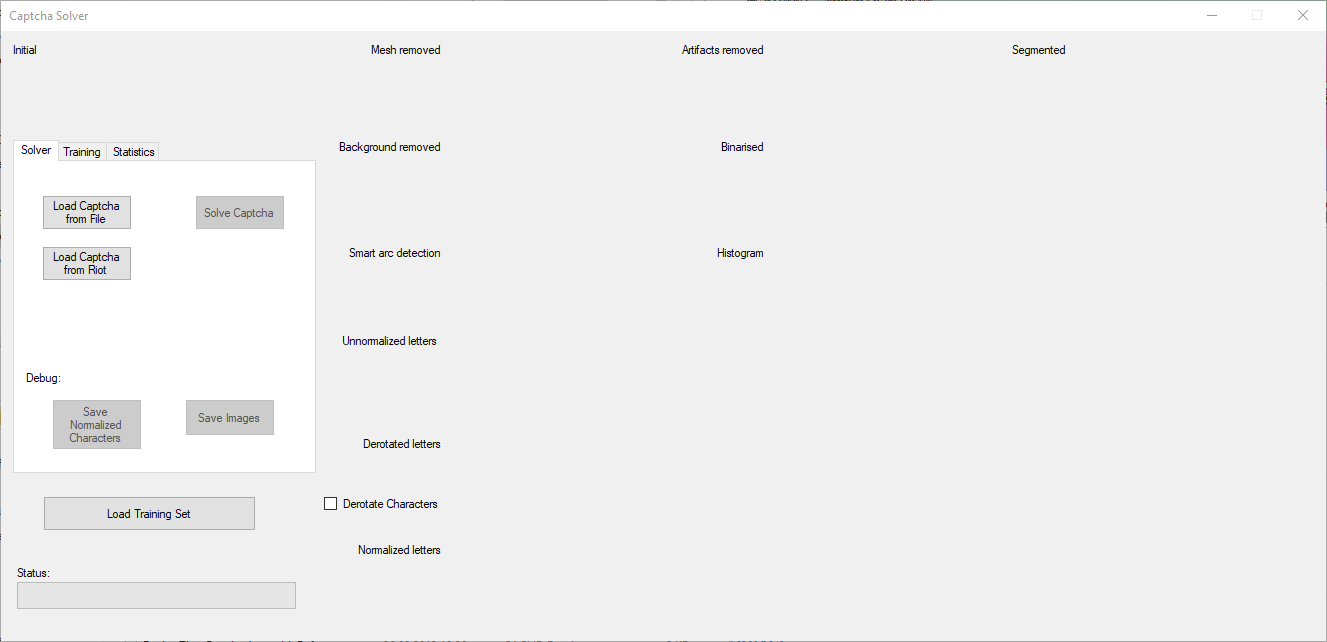 Captcha Solver
Initial
Mesh removed
Artifacts removed
Segmented
Solver
Training
Statistics
Background removed
Binarised
Load Captcha
from File
Solve Captcha
Load Captcha
from Riot
Smart arc detection
Histogram
Unnormalized letters
Debug:
Save
Normalized
Characters
Save Images
Derotated letters
Load Training Set
Derotate Characters
Normalized letters
Status: